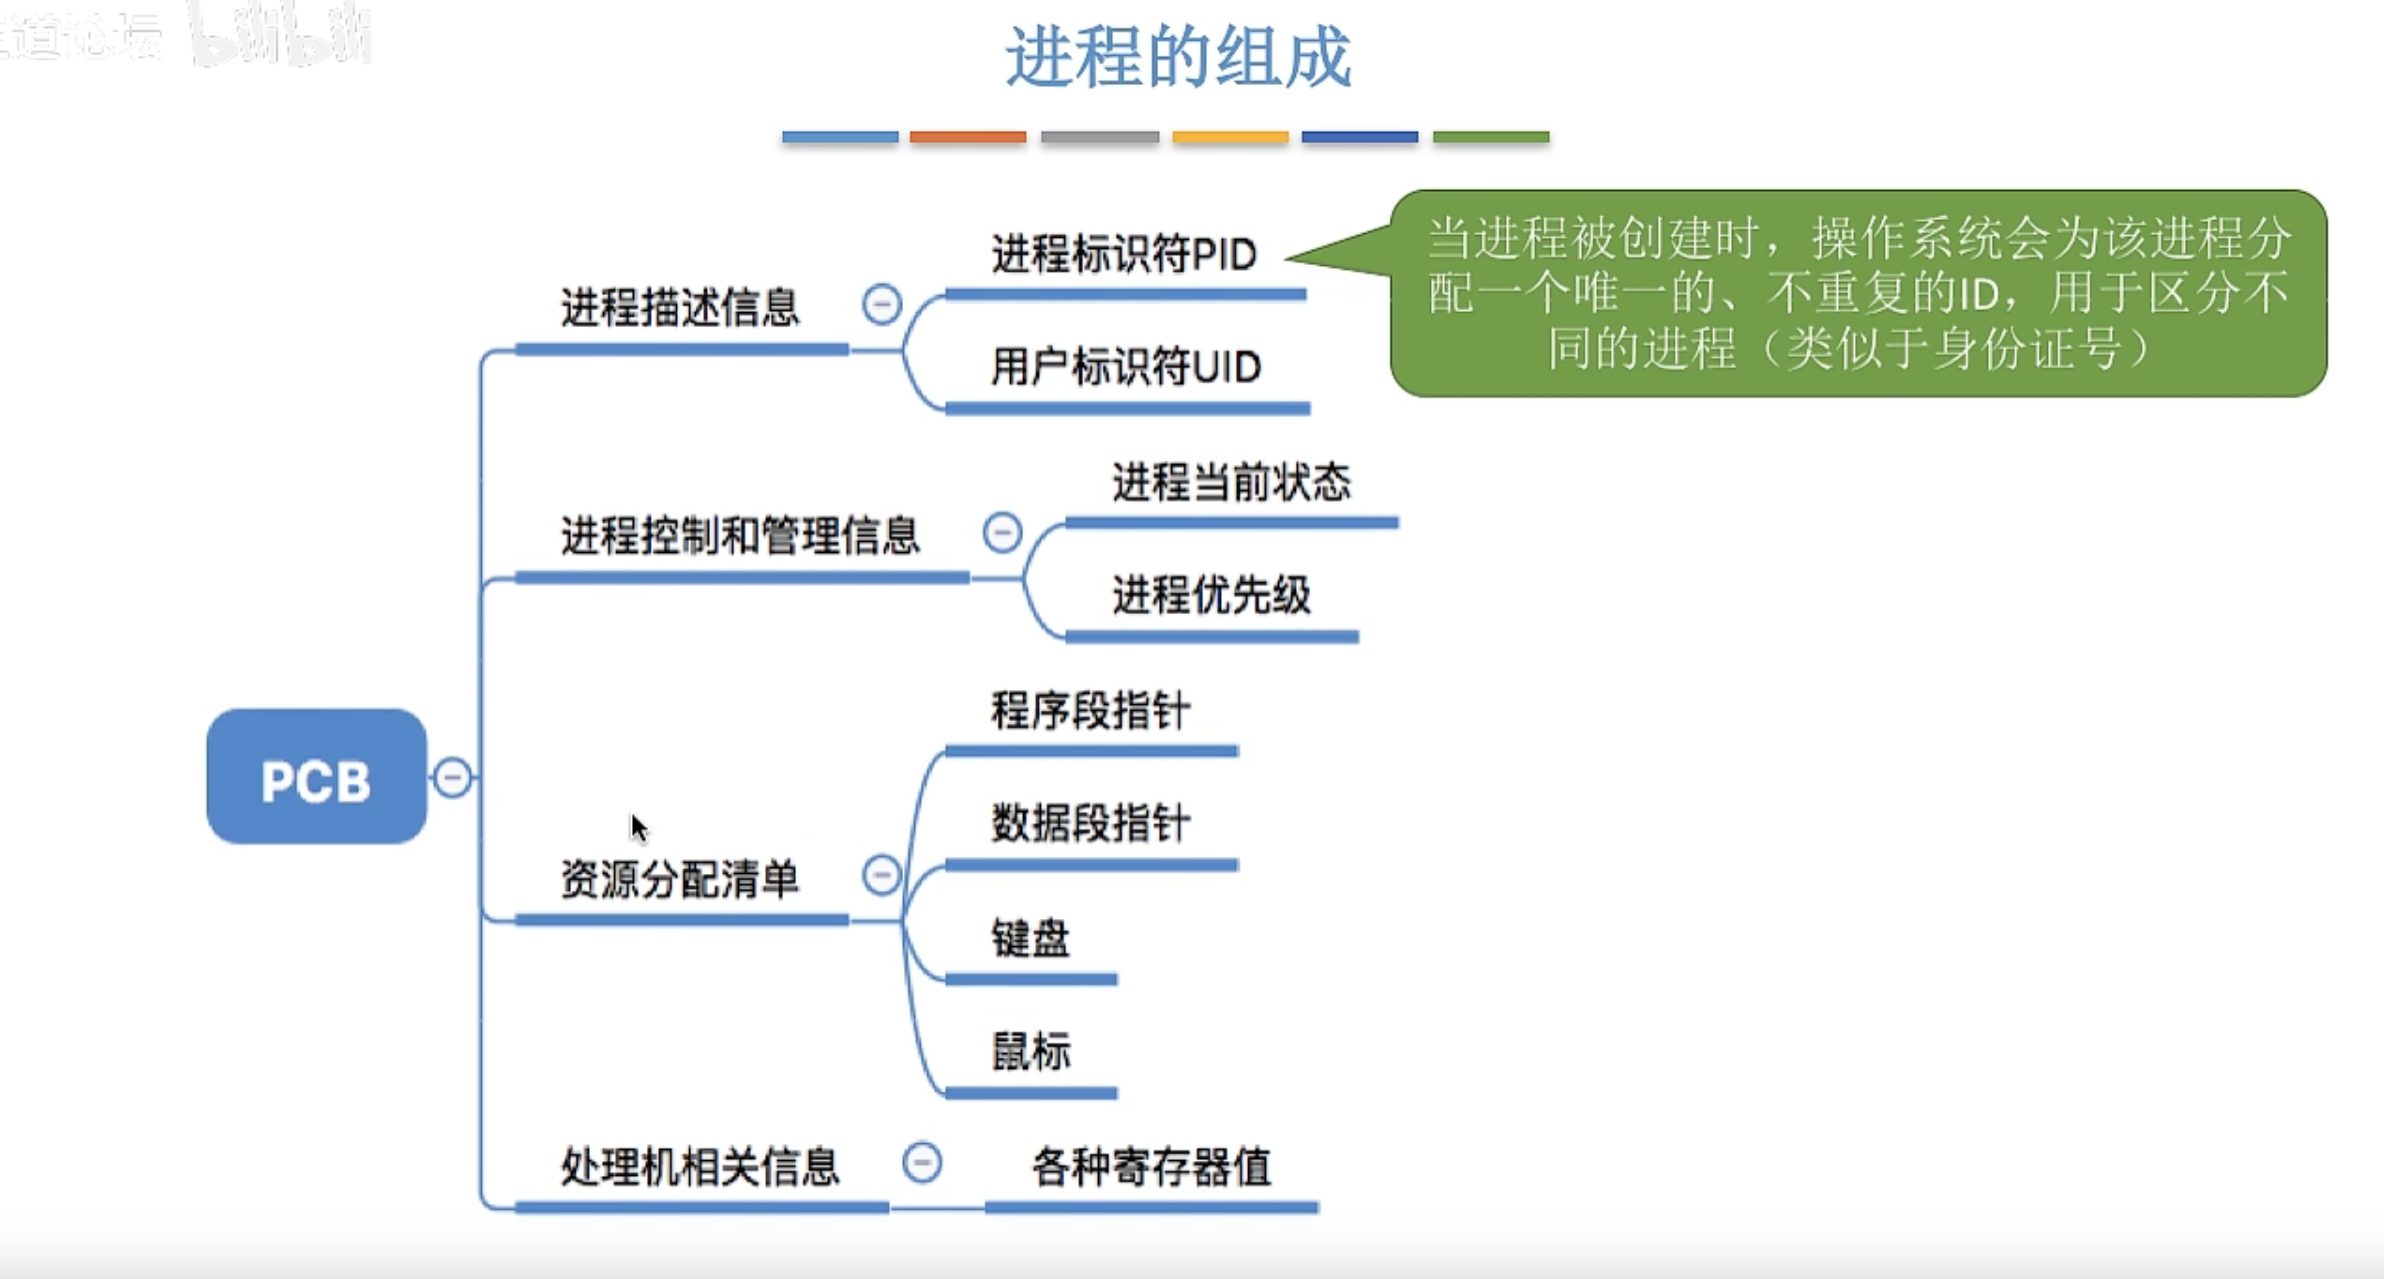 道论坛 bilibili
进程的组成
当进程被创建时，操作系统会为该进程分
配一个唯一的、不重复的ID，用于区分不
同的进程（类似于身份证号）
PCB
进程描述信息
进程标识符PID
用户标识符UID
进程控制和管理信息
进程当前状态
进程优先级
资源分配清单
程序段指针
数据段指针
键盘
鼠标
处理机相关信息
各种寄存器值